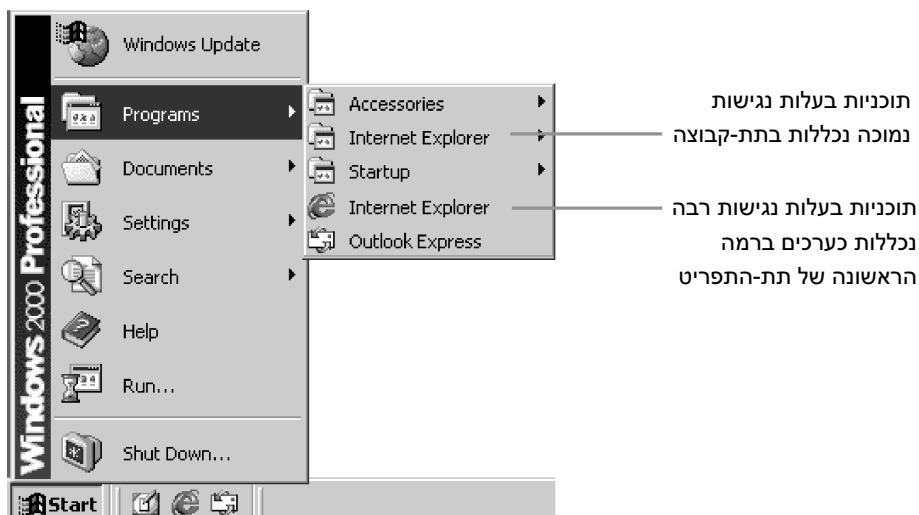 Windows 2000 Professional
Windows Update
Programs
Documents
Settings
Search
Help
Run...
Shut Down...
Start
Accessories
Internet Explorer
Startup
Internet Explorer
Outlook Express
תוכניות בעלות נגישות
נמוכה נכללות בתת-קבוצה
תוכניות בעלות נגישות רבה
נכללות כערכים ברמה
הראשונה של תת-התפריט